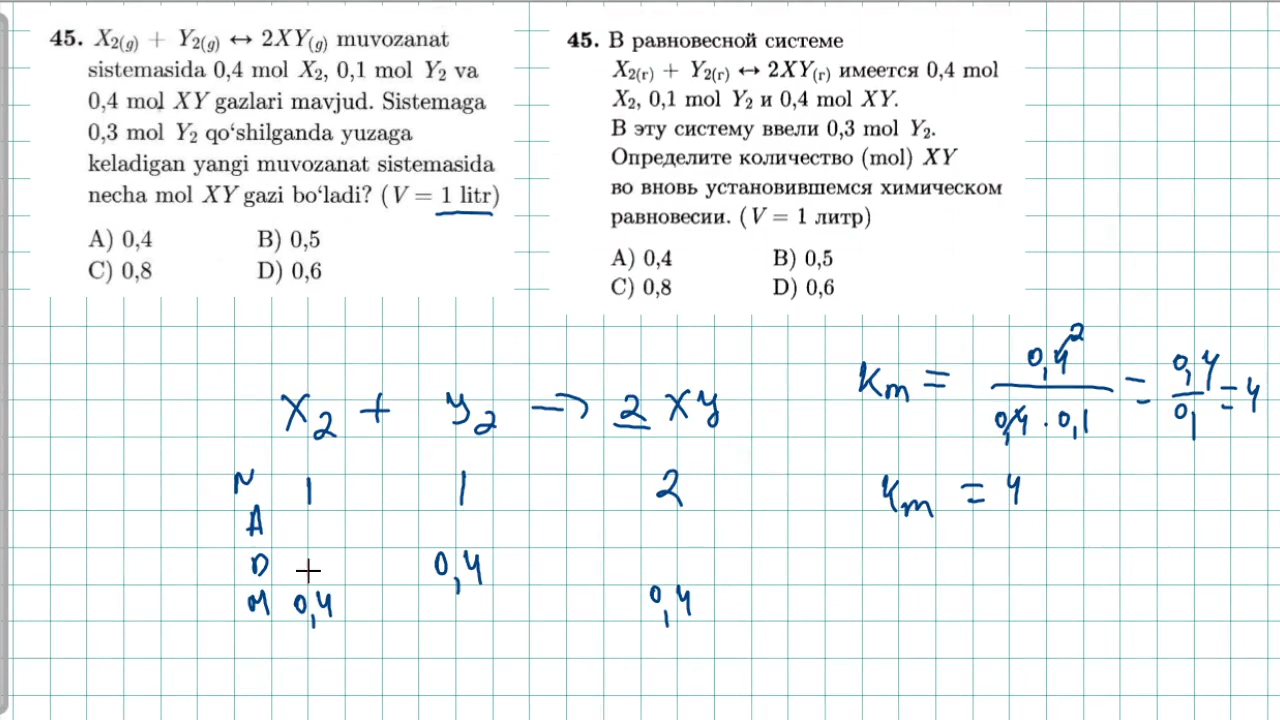 45. X₂₍g₎ + Y₂₍g₎ ↔ 2XY₍g₎ muvozanat
sistemasida 0,4 mol X₂, 0,1 mol Y₂ va
0,4 mol XY gazlari mavjud. Sistemaga
0,3 mol Y₂ qo‘shilganda yuzaga
keladigan yangi muvozanat sistemasida
necha mol XY gazi bo‘ladi? (V = 1 litr)
A) 0,4 B) 0,5
C) 0,8 D) 0,6
45. В равновесной системе
X₂₍г₎ + Y₂₍г₎ ↔ 2XY₍г₎ имеется 0,4 mol
X₂, 0,1 mol Y₂ и 0,4 mol XY.
В эту систему ввели 0,3 mol Y₂.
Определите количество (mol) XY
во вновь установившемся химическом
равновесии. (V = 1 литр)
A) 0,4 B) 0,5
C) 0,8 D) 0,6
Km = 0,4² / 0,4 · 0,1 = 0,4 / 0,1 = 4
X₂ + Y₂ → 2 XY
N 1 1 2
Km = 4
A
D 0,4
M 0,4 0,4